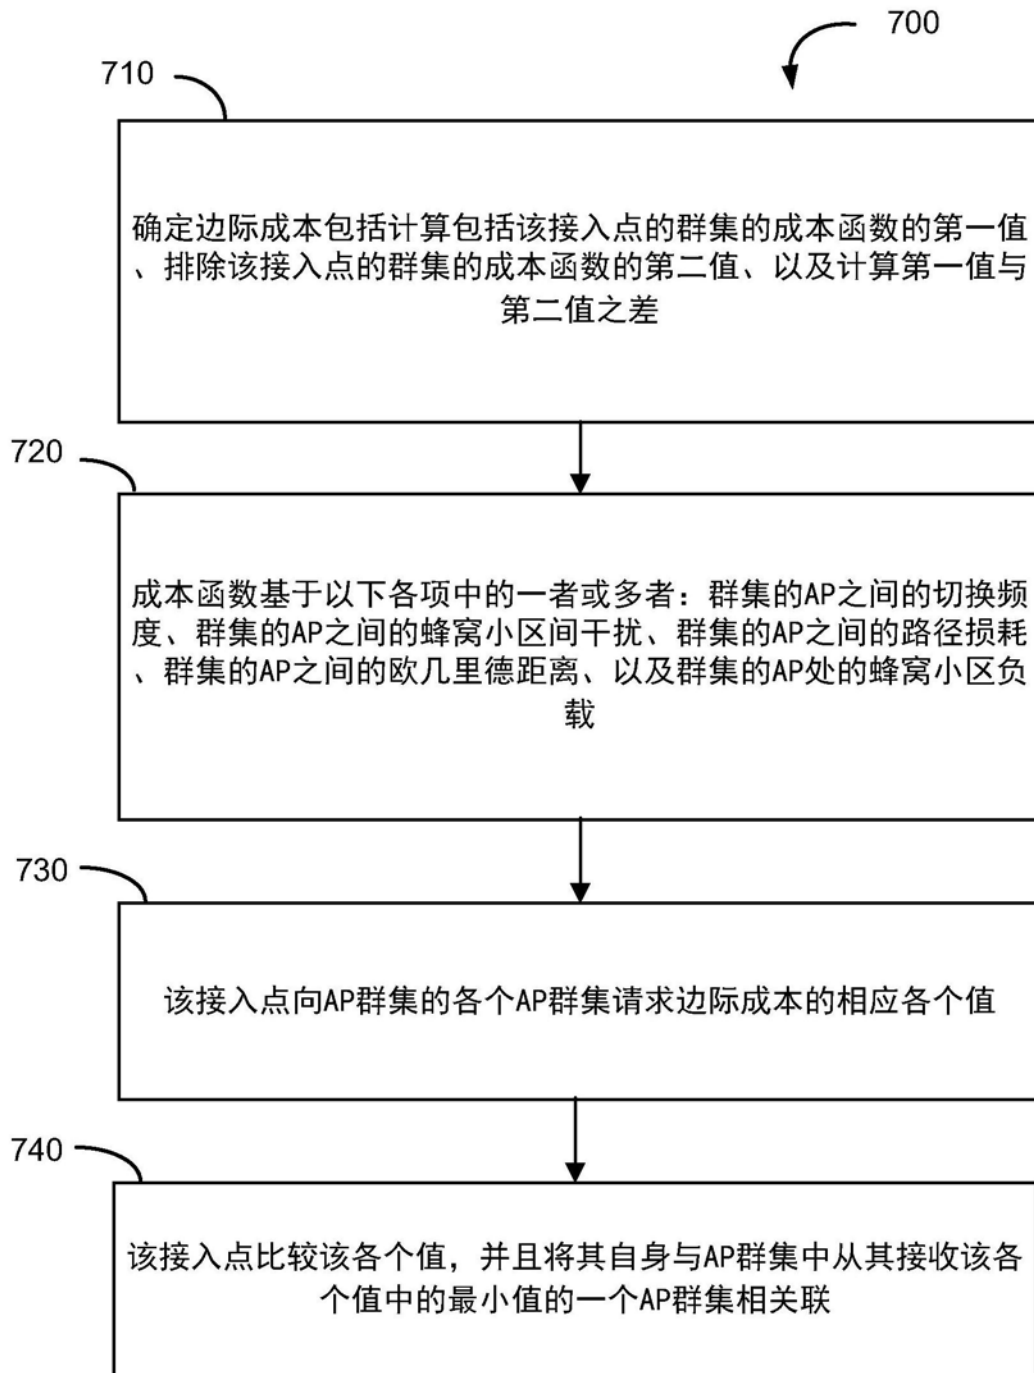 700
710
确定边际成本包括计算包括该接入点的群集的成本函数的第一值
、排除该接入点的群集的成本函数的第二值、以及计算第一值与
第二值之差
720
成本函数基于以下各项中的一者或多者：群集的AP之间的切换频
度、群集的AP之间的蜂窝小区间干扰、群集的AP之间的路径损耗
、群集的AP之间的欧几里德距离、以及群集的AP处的蜂窝小区负
载
730
该接入点向AP群集的各个AP群集请求边际成本的相应各个值
740
该接入点比较该各个值，并且将其自身与AP群集中从其接收该各
个值中的最小值的一个AP群集相关联